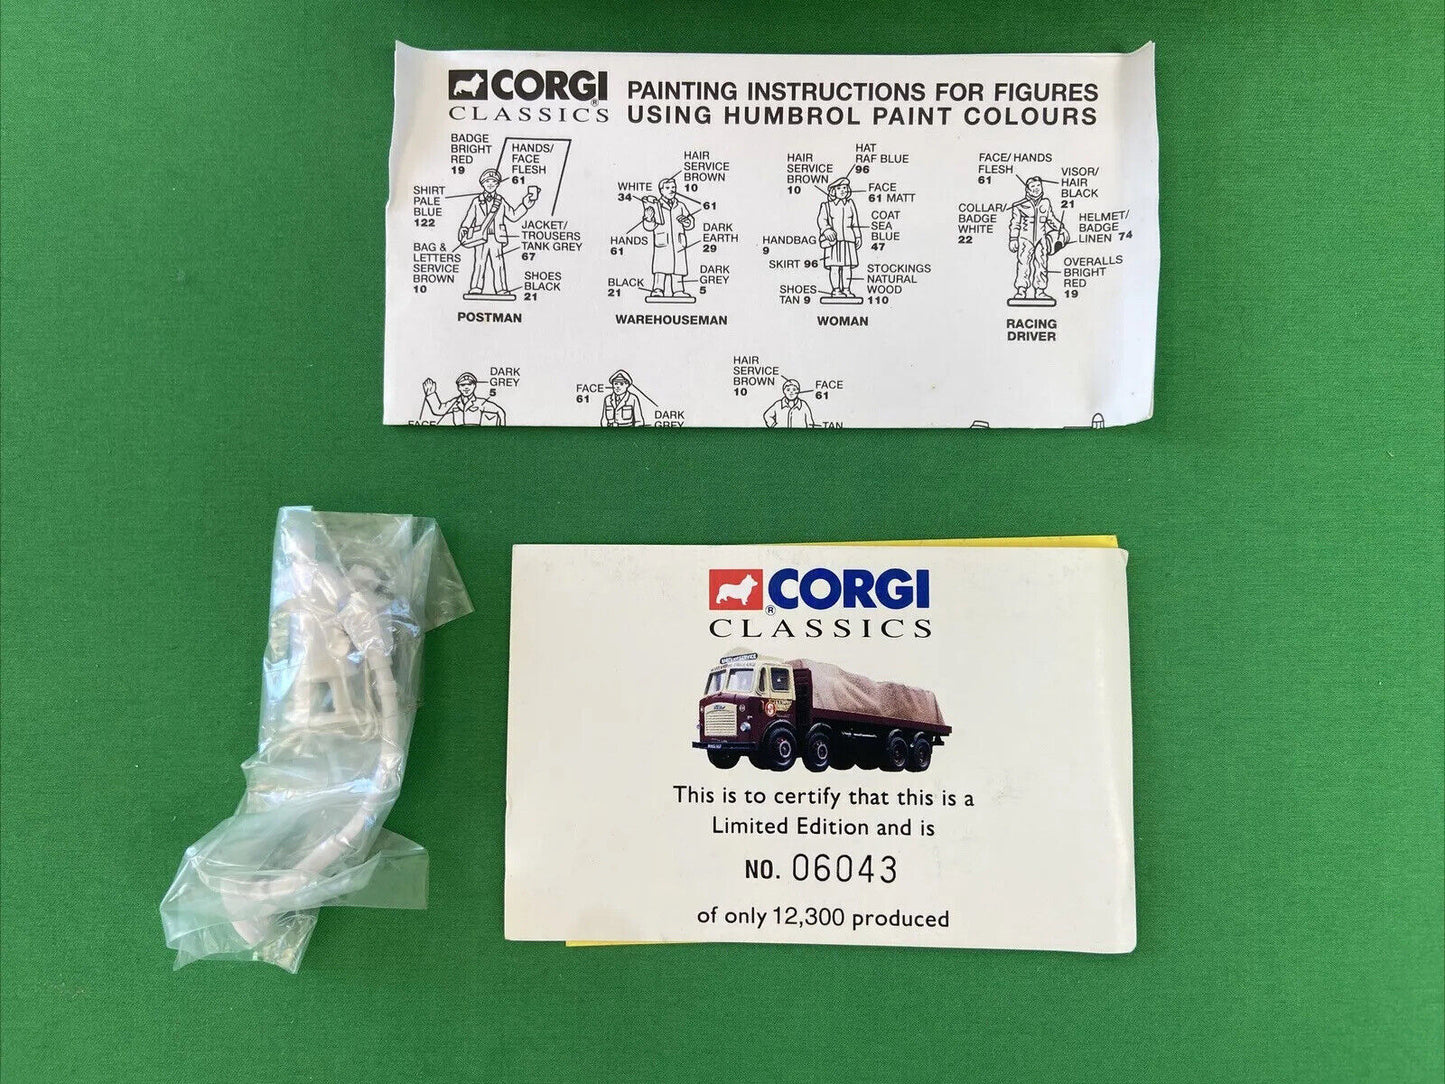 CORGI
CLASSICS
PAINTING INSTRUCTIONS FOR FIGURES
USING HUMBROL PAINT COLOURS
BADGE
BRIGHT
RED
19
HANDS/
FACE
FLESH
61
SHIRT
PALE
BLUE
122
JACKET/
TROUSERS
TANK GREY
67
BAG &
LETTERS
SERVICE
BROWN
10
SHOES
BLACK
21
POSTMAN
HAIR
SERVICE
BROWN
10
WHITE
34
61
HANDS
61
DARK
EARTH
29
BLACK
21
DARK
GREY
5
WAREHOUSEMAN
HAIR
SERVICE
BROWN
10
HAT
RAF BLUE
96
FACE
61 MATT
COAT
SEA
BLUE
47
HANDBAG
9
SKIRT 96
STOCKINGS
NATURAL
WOOD
110
SHOES
TAN 9
WOMAN
FACE/HANDS
FLESH
61
VISOR/
HAIR
BLACK
21
COLLAR/
BADGE
WHITE
22
HELMET/
BADGE
LINEN 74
OVERALLS
BRIGHT
RED
19
RACING
DRIVER
DARK
GREY
5
FACE
FACE
61
DARK
GREY
HAIR
SERVICE
BROWN
10
FACE
61
TAN
CORGI
CLASSICS
This is to certify that this is a
Limited Edition and is
NO. 06043
of only 12,300 produced